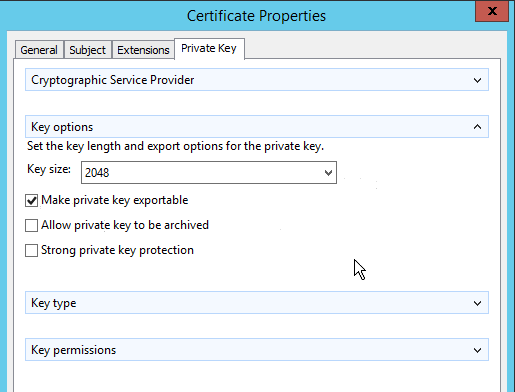 Certificate Properties
x
General Subject Extensions Private Key
Cryptographic Service Provider
Key options
Set the key length and export options for the private key.
Key size: 2048
Make private key exportable
Allow private key to be archived
Strong private key protection
Key type
Key permissions